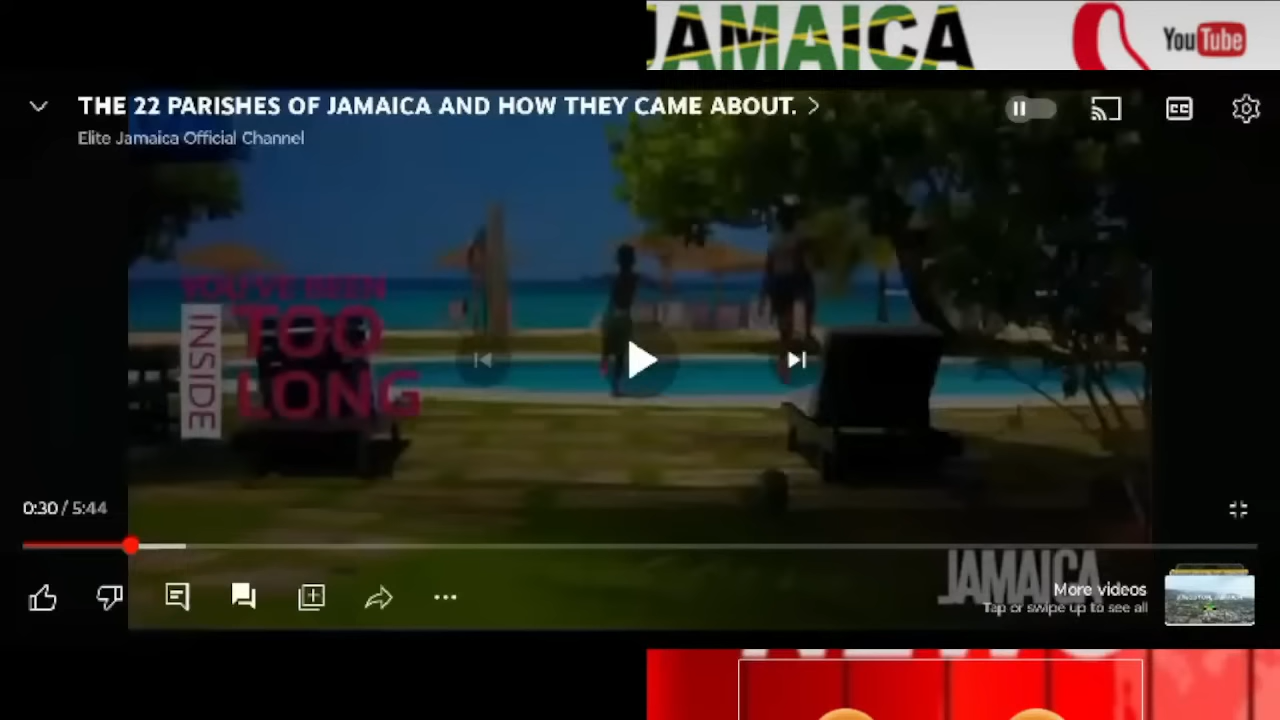 JAMAICA
YouTube
THE 22 PARISHES OF JAMAICA AND HOW THEY CAME ABOUT.
Elite Jamaica Official Channel
CC
YOU'VE BEEN
INSIDE
TOO
LONG
0:30 / 5:44
JAMAICA
More videos
Tap or swipe up to see all